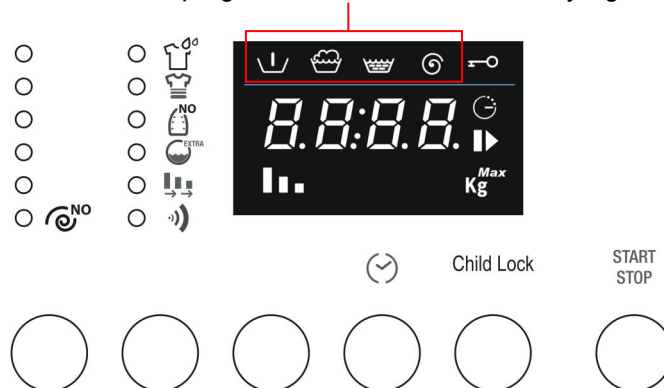 NO
EXTRA
8.8:8.8.
Max
Kg
NO
Child Lock
START
STOP